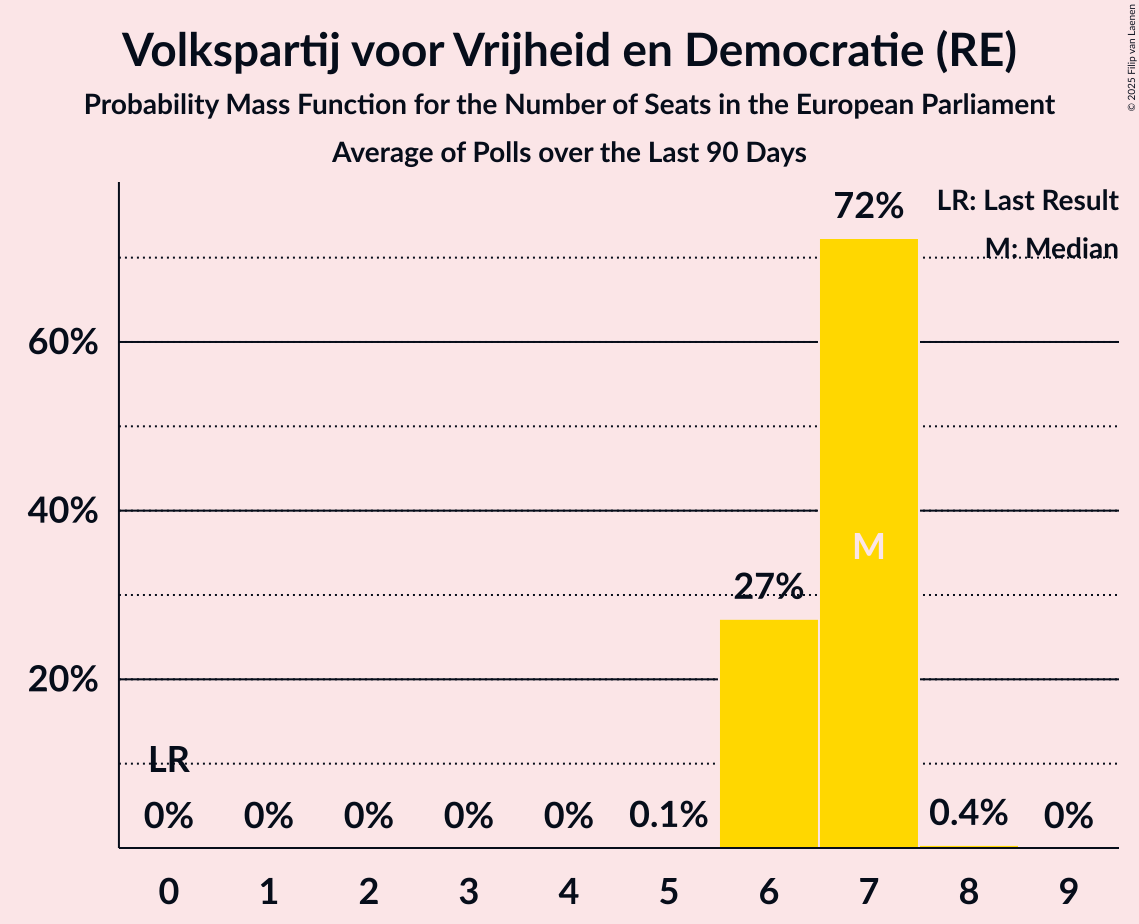 Volkspartij voor Vrijheid en Democratie (RE)
Probability Mass Function for the Number of Seats in the European Parliament
Average of Polls over the Last 90 Days
© 2025 Filip van Laenen
LR: Last Result
M: Median
72%
60%
40%
M
27%
20%
LR
0% 0% 0% 0% 0% 0.1% 0.4% 0%
0 1 2 3 4 5 6 7 8 9